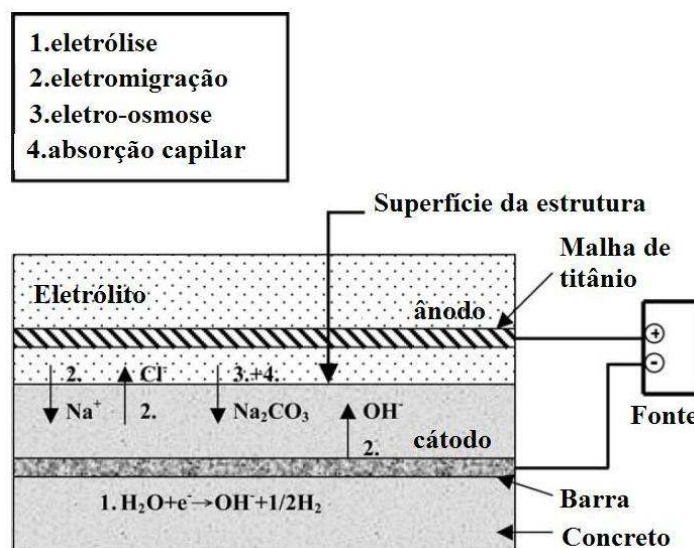 1.eletrólise
2.eletromigração
3.eletro-osmose
4.absorção capilar
Superfície da estrutura
Malha de
titânio
Eletrólito
ânodo
+
-
Fonte
2. Cl⁻ 3.+4.
Na⁺ 2. Na₂CO₃ OH⁻
cátodo
2.
Barra
1. H₂O+e⁻→OH⁻+1/2H₂
Concreto